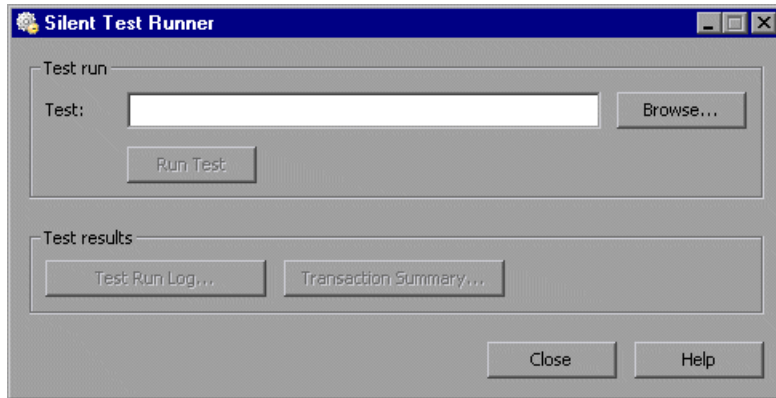 Silent Test Runner
Test run
Test:
Browse...
Run Test
Test results
Test Run Log...
Transaction Summary...
Close
Help